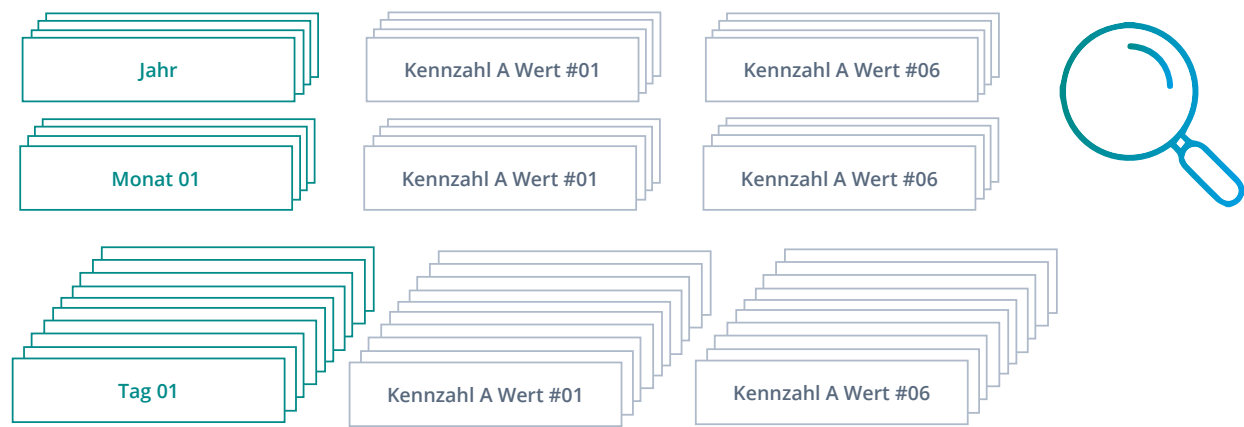 Jahr
Kennzahl A Wert #01
Kennzahl A Wert #06
Monat 01
Kennzahl A Wert #01
Kennzahl A Wert #06
Tag 01
Kennzahl A Wert #01
Kennzahl A Wert #06